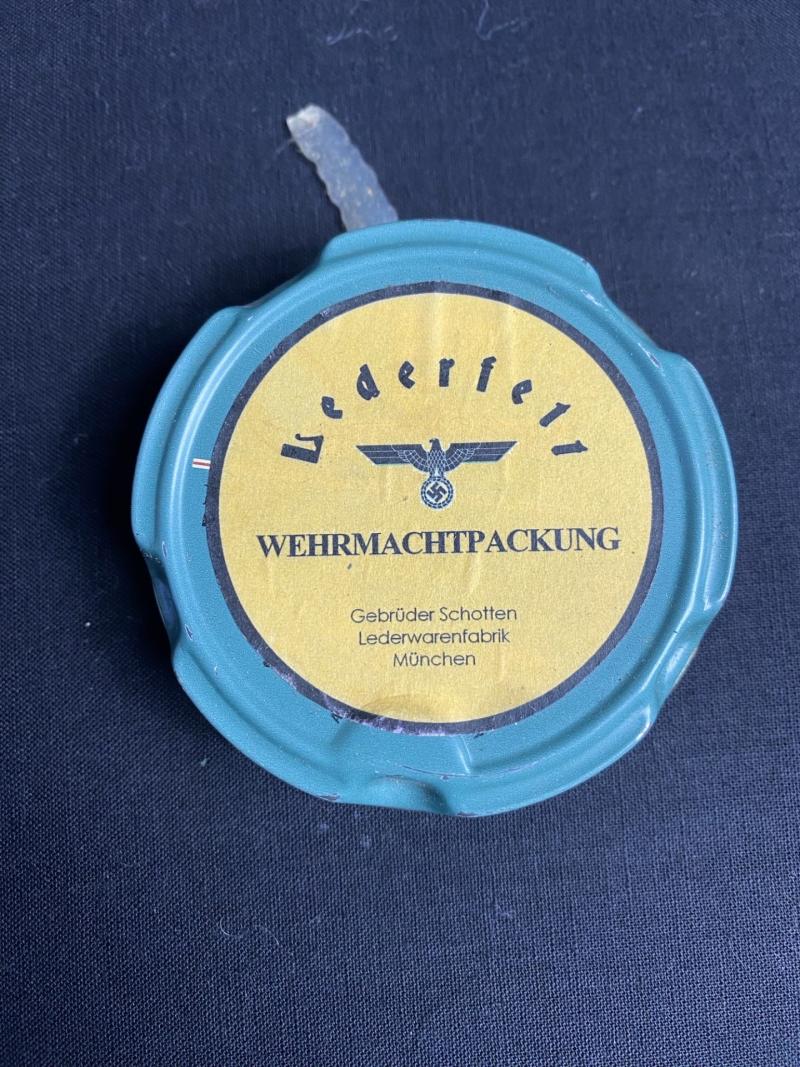 Lederfett
WEHRMACHTPACKUNG
Gebrüder Schotten
Lederwarenfabrik
München